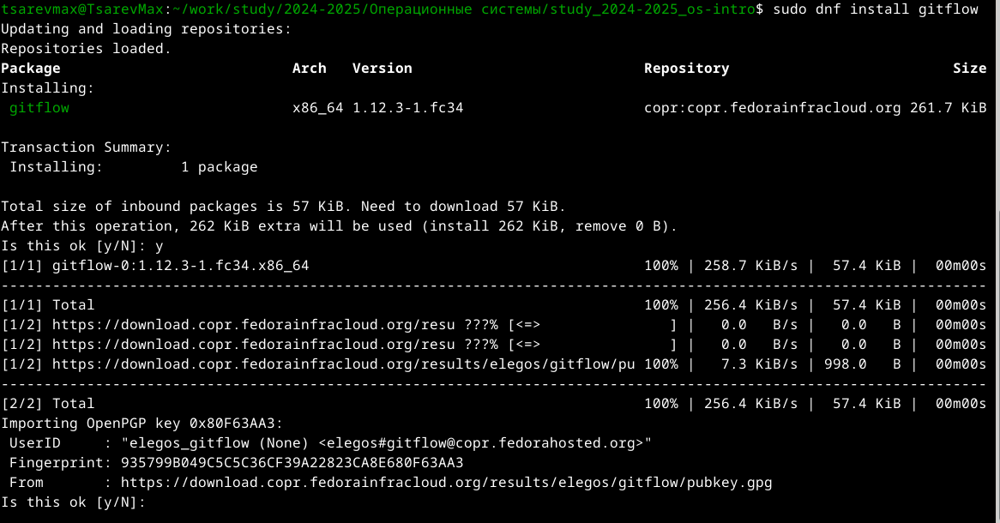 tsarevmax@TsarevMax:~/work/study/2024-2025/Операционные системы/study_2024-2025_os-intro$ sudo dnf install gitflow
Updating and loading repositories:
Repositories loaded.
Package Arch Version Repository Size
Installing:
gitflow x86_64 1.12.3-1.fc34 copr:copr.fedorainfracloud.org 261.7 KiB
Transaction Summary:
Installing: 1 package
Total size of inbound packages is 57 KiB. Need to download 57 KiB.
After this operation, 262 KiB extra will be used (install 262 KiB, remove 0 B).
Is this ok [y/N]: y
[1/1] gitflow-0:1.12.3-1.fc34.x86_64 100% | 258.7 KiB/s | 57.4 KiB | 00m00s
-------------------------------------------------------------------------------------------------------------------
[1/1] Total 100% | 256.4 KiB/s | 57.4 KiB | 00m00s
[1/2] https://download.copr.fedorainfracloud.org/resu ???% [<=> ] | 0.0 B/s | 0.0 B | 00m00s
[1/2] https://download.copr.fedorainfracloud.org/resu ???% [<=> ] | 0.0 B/s | 0.0 B | 00m00s
[1/2] https://download.copr.fedorainfracloud.org/results/elegos/gitflow/pu 100% | 7.3 KiB/s | 998.0 B | 00m00s
-------------------------------------------------------------------------------------------------------------------
[2/2] Total 100% | 256.4 KiB/s | 57.4 KiB | 00m00s
Importing OpenPGP key 0x80F63AA3:
UserID : "elegos_gitflow (None) <elegos#gitflow@copr.fedorahosted.org>"
Fingerprint: 935799B049C5C5C36CF39A22823CA8E680F63AA3
From : https://download.copr.fedorainfracloud.org/results/elegos/gitflow/pubkey.gpg
Is this ok [y/N]: